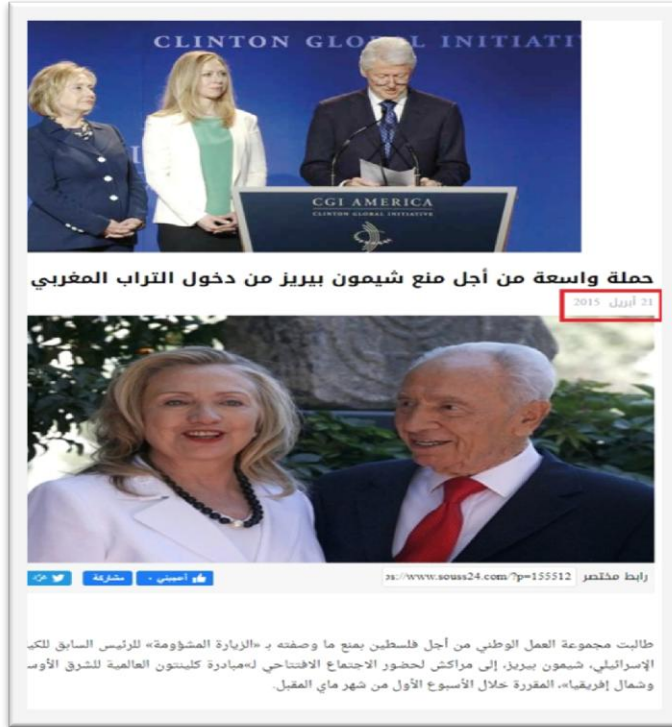 CLINTON GLOBAL INITIATI
CGI AMERICA
CLINTON GLOBAL INITIATIVE
حملة واسعة من أجل منع شيمون بيريز من دخول التراب المغربي
21 أبريل 2015
رابط مختصر s://www.souss24.com/?p=155512 أعجبني مشاركة
طالبت مجموعة العمل الوطني من أجل فلسطين بمنع ما وصفته بـ «الزيارة المشؤومة» للرئيس السابق للكي
الإسرائيلي، شيمون بيريز، إلى مراكش لحضور الاجتماع الافتتاحي لـ«مبادرة كلينتون العالمية للشرق الأوس
وشمال إفريقيا»، المقررة خلال الأسبوع الأول من شهر ماي المقبل.